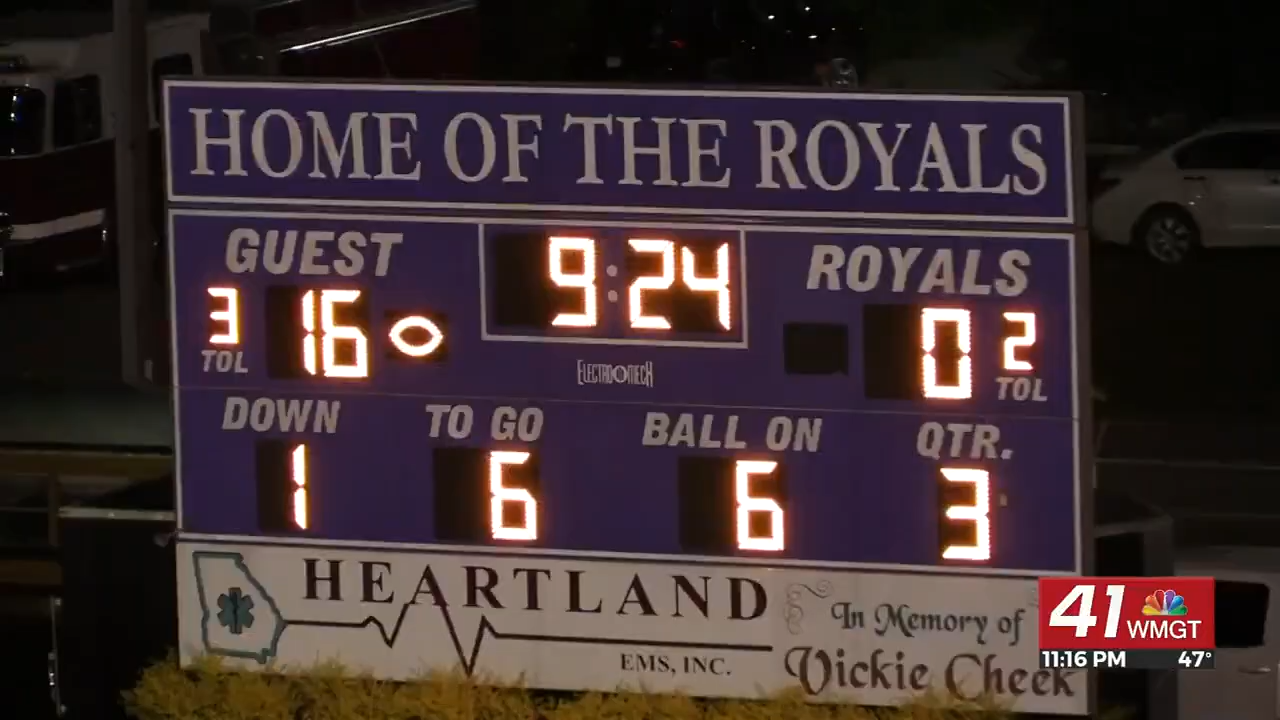 HOME OF THE ROYALS
GUEST 9:24 ROYALS
3 16 0 2
TOL ELECTRO-MECH TOL
DOWN TO GO BALL ON QTR.
1 6 6 3
HEARTLAND
EMS, INC.
In Memory of
Vickie Cheek
41 WMGT
11:16 PM 47°